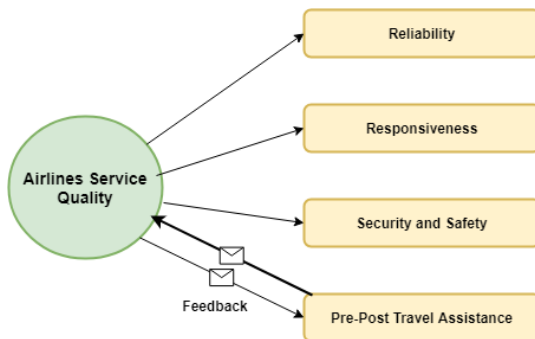 Reliability
Responsiveness
Airlines Service
Quality
Security and Safety
Feedback
Pre-Post Travel Assistance